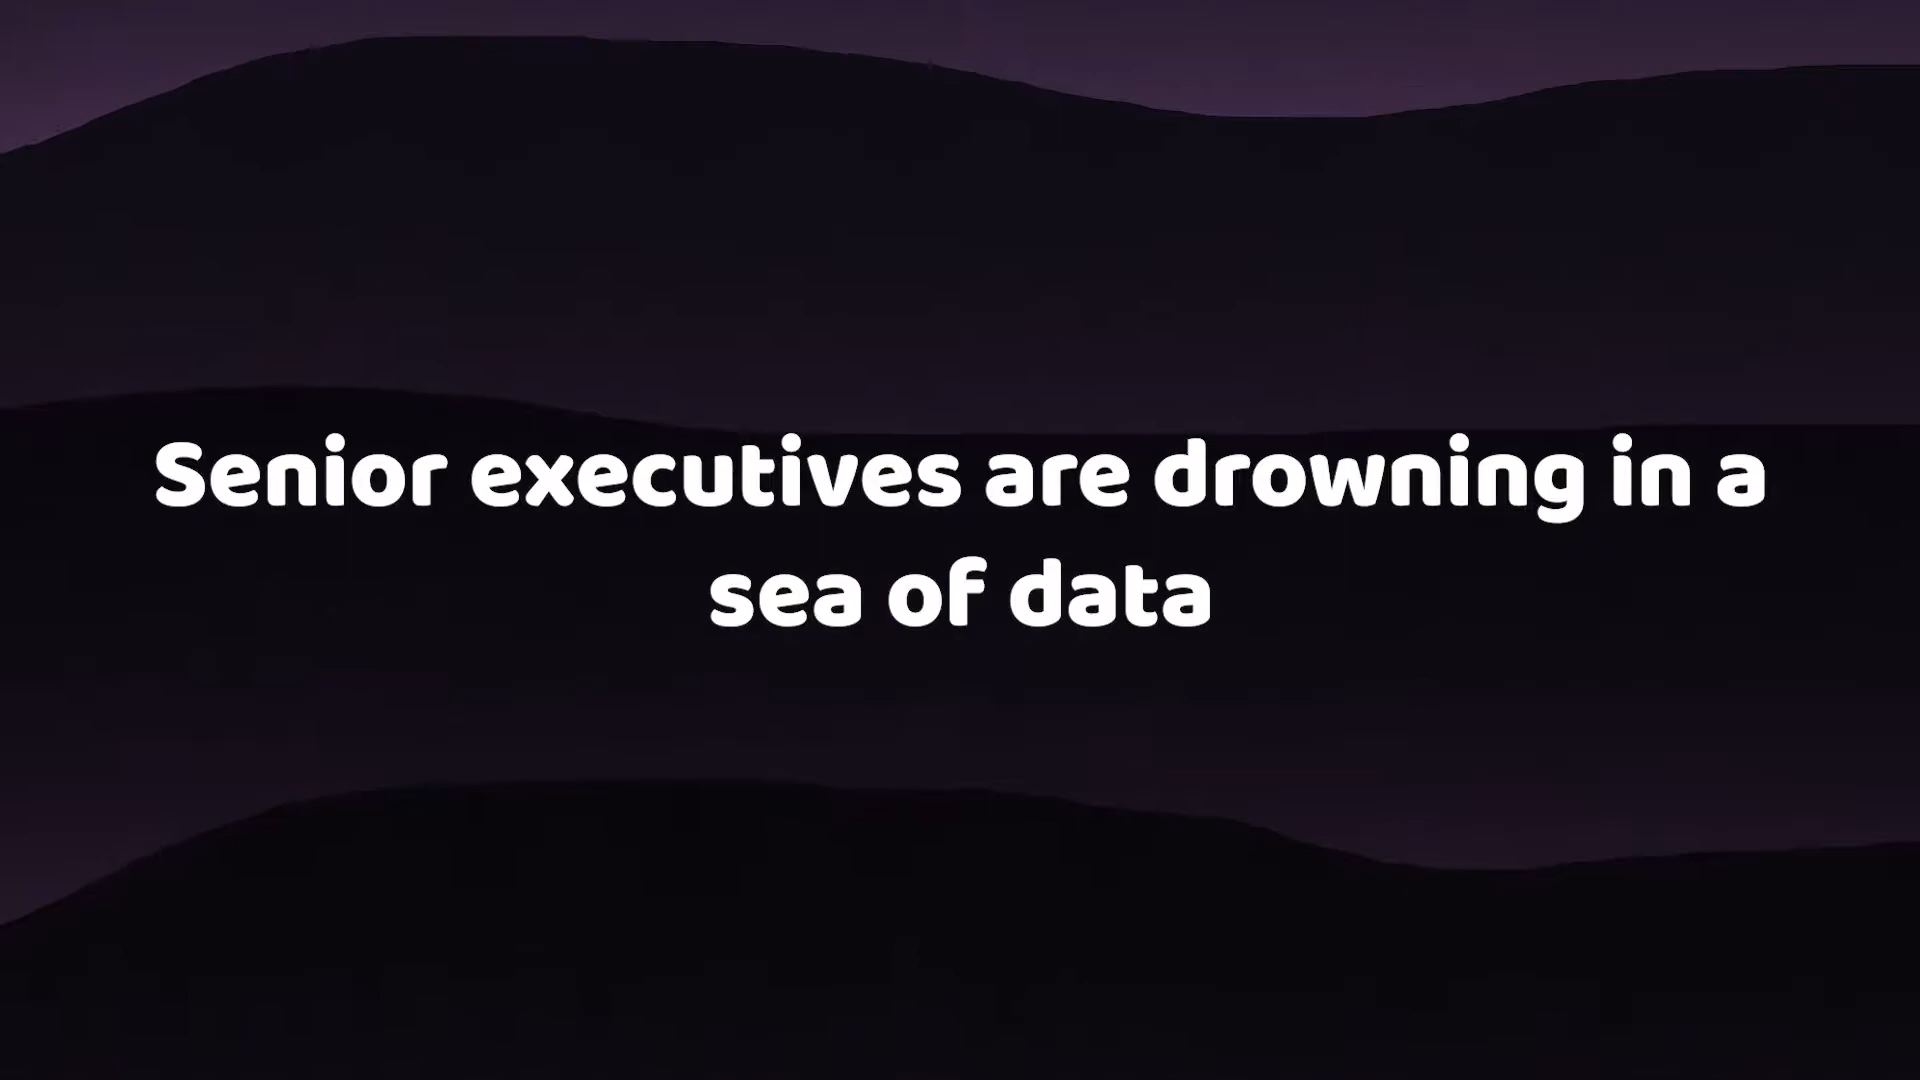 Senior executives are drowning in a
sea of data